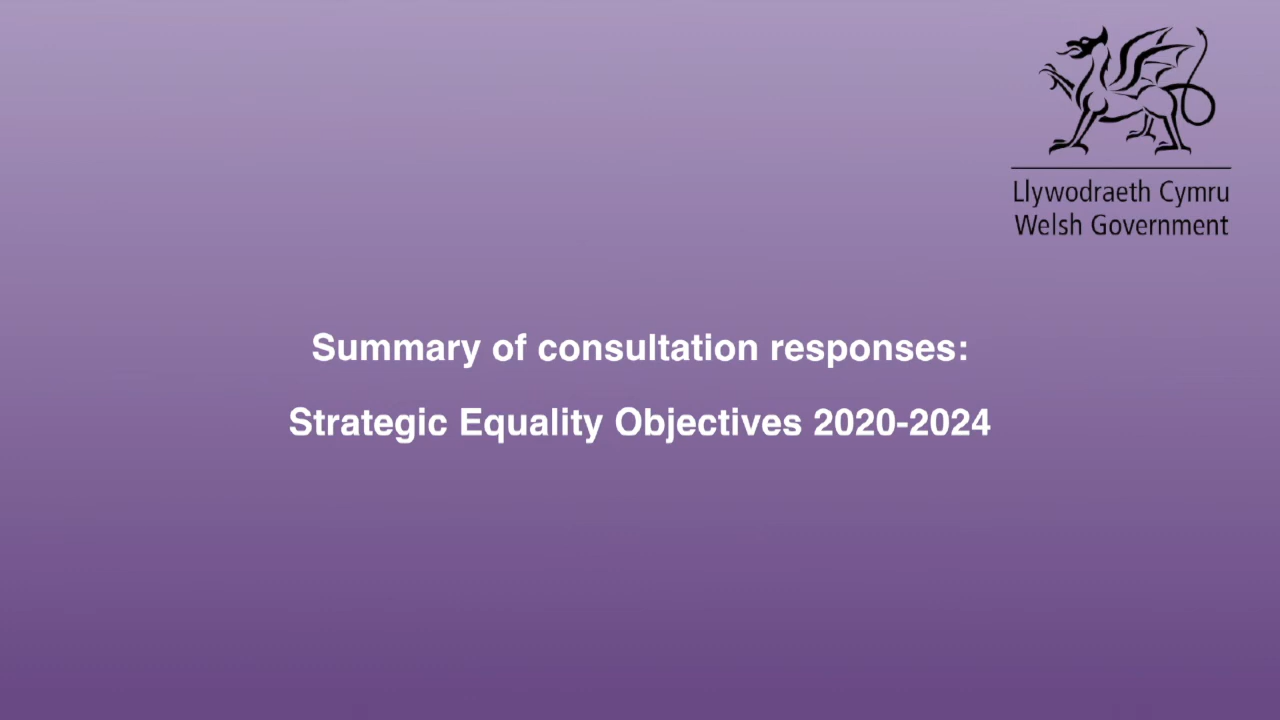 Llywodraeth Cymru
Welsh Government
Summary of consultation responses:
Strategic Equality Objectives 2020-2024